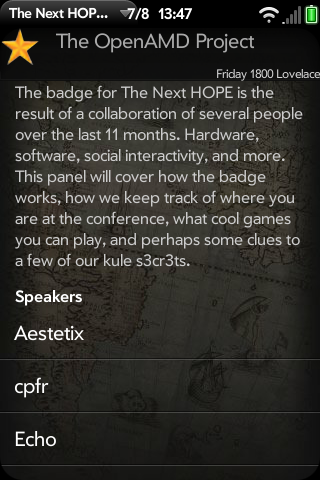 The Next HOP... 7/8 13:47
The OpenAMD Project
Friday 1800 Lovelace
The badge for The Next HOPE is the
result of a collaboration of several people
over the last 11 months. Hardware,
software, social interactivity, and more.
This panel will cover how the badge
works, how we keep track of where you
are at the conference, what cool games
you can play, and perhaps some clues to
a few of our kule s3cr3ts.
Speakers
Aestetix
cpfr
Echo